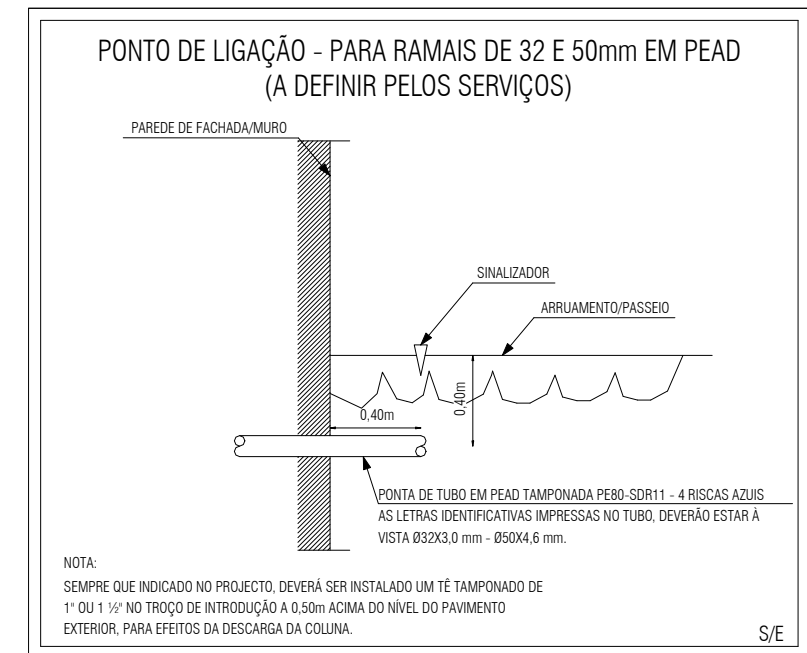 PONTO DE LIGAÇÃO - PARA RAMAIS DE 32 E 50mm EM PEAD
(A DEFINIR PELOS SERVIÇOS)
PAREDE DE FACHADA/MURO
SINALIZADOR
ARRUAMENTO/PASSEIO
0,40m
0,40m
PONTA DE TUBO EM PEAD TAMPONADA PE80-SDR11 - 4 RISCAS AZUIS
AS LETRAS IDENTIFICATIVAS IMPRESSAS NO TUBO, DEVERÃO ESTAR À
VISTA Ø32X3,0 mm - Ø50X4,6 mm.
NOTA:
SEMPRE QUE INDICADO NO PROJECTO, DEVERÁ SER INSTALADO UM TÊ TAMPONADO DE
1" OU 1 ½" NO TROÇO DE INTRODUÇÃO A 0,50m ACIMA DO NÍVEL DO PAVIMENTO
EXTERIOR, PARA EFEITOS DA DESCARGA DA COLUNA.
S/E